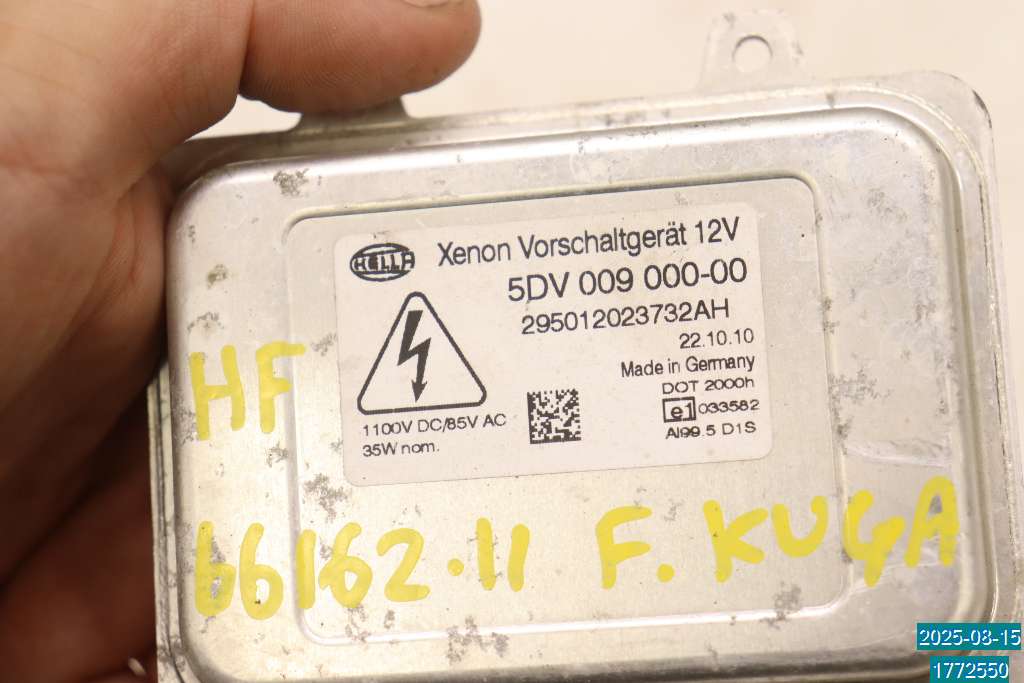 HELLA
Xenon Vorschaltgerät 12V
5DV 009 000-00
295012023732AH
22.10.10
Made in Germany
DOT 2000h
e1 033582
AI99.5 D1S
1100V DC/85V AC
35W nom.
HF
66162.11 F. KUGA
2025-08-15
1772550